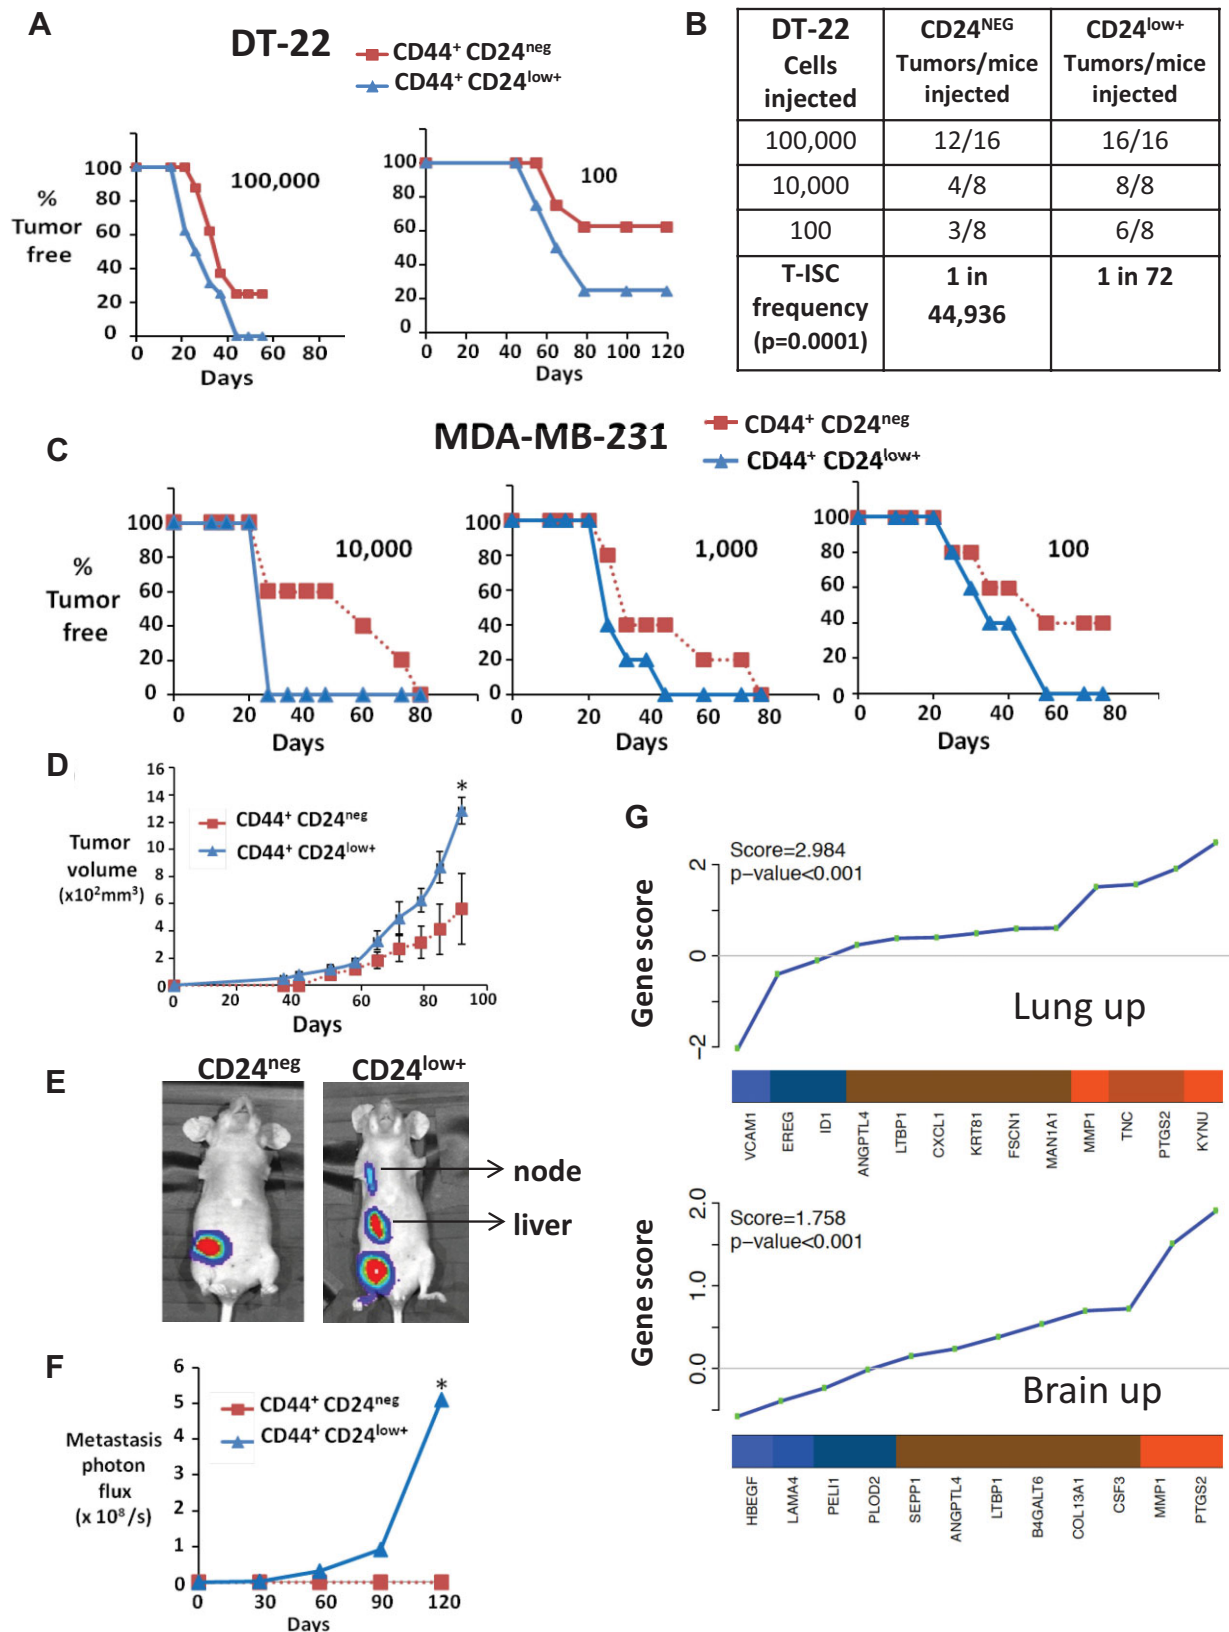 A
DT-22
CD44⁺ CD24ⁿᵉᵍ
CD44⁺ CD24ˡᵒʷ⁺
% Tumor free
100
80
60
40
20
0
100,000
0 20 40 60 80
Days
100
80
60
40
20
0
100
0 20 40 60 80 100 120
Days
B
DT-22 Cells injected
CD24ᴺᴱᴳ Tumors/mice injected
CD24ˡᵒʷ⁺ Tumors/mice injected
100,000 12/16 16/16
10,000 4/8 8/8
100 3/8 6/8
T-ISC frequency (p=0.0001)
1 in 44,936
1 in 72
C
MDA-MB-231
CD44⁺ CD24ⁿᵉᵍ
CD44⁺ CD24ˡᵒʷ⁺
% Tumor free
100
80
60
40
20
0
10,000
0 20 40 60 80
Days
100
80
60
40
20
0
1,000
0 20 40 60 80
Days
100
80
60
40
20
0
100
0 20 40 60 80
Days
D
Tumor volume (x10²mm³)
16
14
12
10
8
6
4
2
0
CD44⁺ CD24ⁿᵉᵍ
CD44⁺ CD24ˡᵒʷ⁺
*
0 20 40 60 80 100
Days
E
CD24ⁿᵉᵍ
CD24ˡᵒʷ⁺
node
liver
F
Metastasis photon flux (x 10⁸/s)
6
5
4
3
2
1
0
CD44⁺ CD24ⁿᵉᵍ
CD44⁺ CD24ˡᵒʷ⁺
*
0 30 60 90 120
Days
G
Gene score
2
0
−2
Score=2.984
p−value<0.001
Lung up
VCAM1
EREG
ID1
ANGPTL4
LTBP1
CXCL1
KRT81
FSCN1
MAN1A1
MMP1
TNC
PTGS2
KYNU
Gene score
2.0
1.0
0.0
Score=1.758
p−value<0.001
Brain up
HBEGF
LAMA4
PELI1
PLOD2
SEPP1
ANGPTL4
LTBP1
B4GALT6
COL13A1
CSF3
MMP1
PTGS2